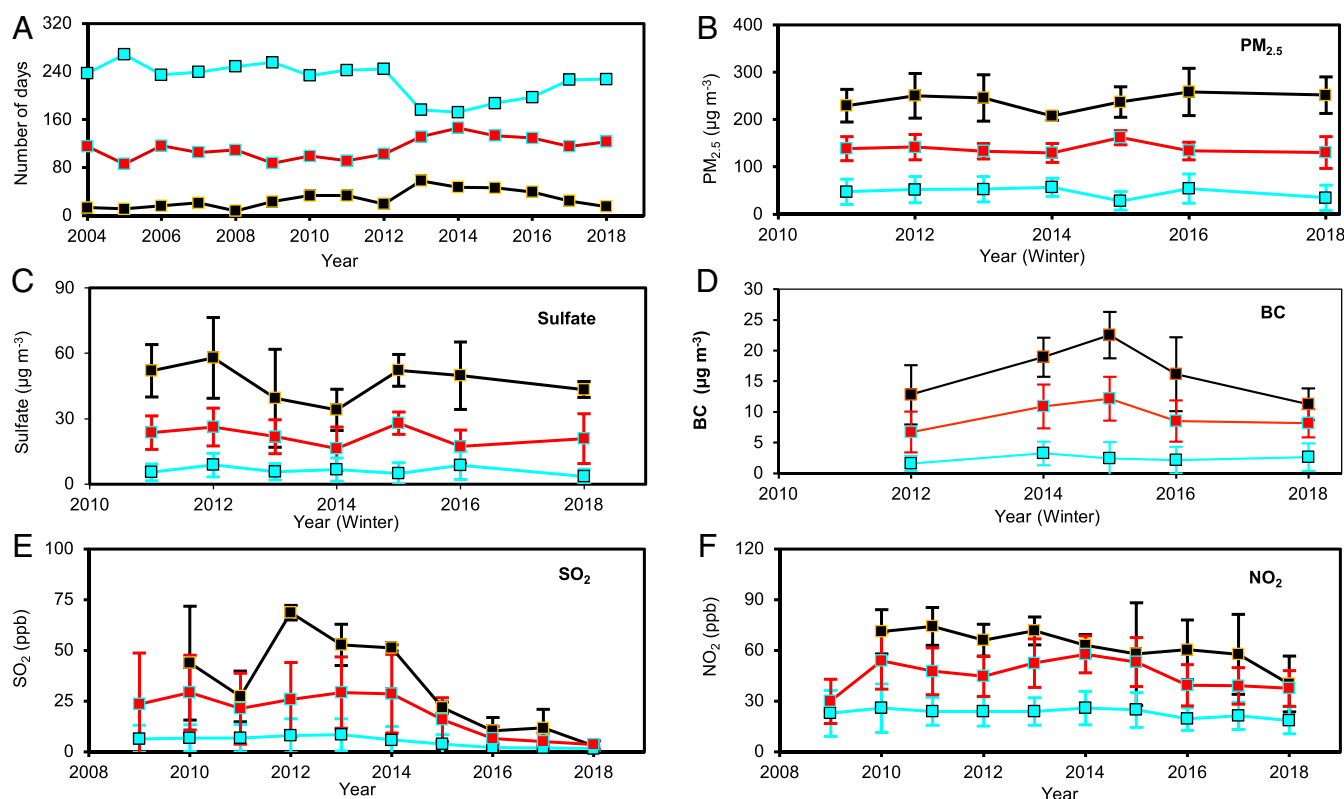 A
Number of days
320
240
160
80
0
2004 2006 2008 2010 2012 2014 2016 2018
Year
B
PM2.5
PM2.5 (µg m-3)
400
300
200
100
0
2010 2012 2014 2016 2018
Year (Winter)
C
Sulfate
Sulfate (µg m-3)
90
60
30
0
2010 2012 2014 2016 2018
Year (Winter)
D
BC
BC (µg m-3)
30
25
20
15
10
5
0
2010 2012 2014 2016 2018
Year (Winter)
E
SO2
SO2 (ppb)
100
75
50
25
0
2008 2010 2012 2014 2016 2018
Year
F
NO2
NO2 (ppb)
120
90
60
30
0
2008 2010 2012 2014 2016 2018
Year